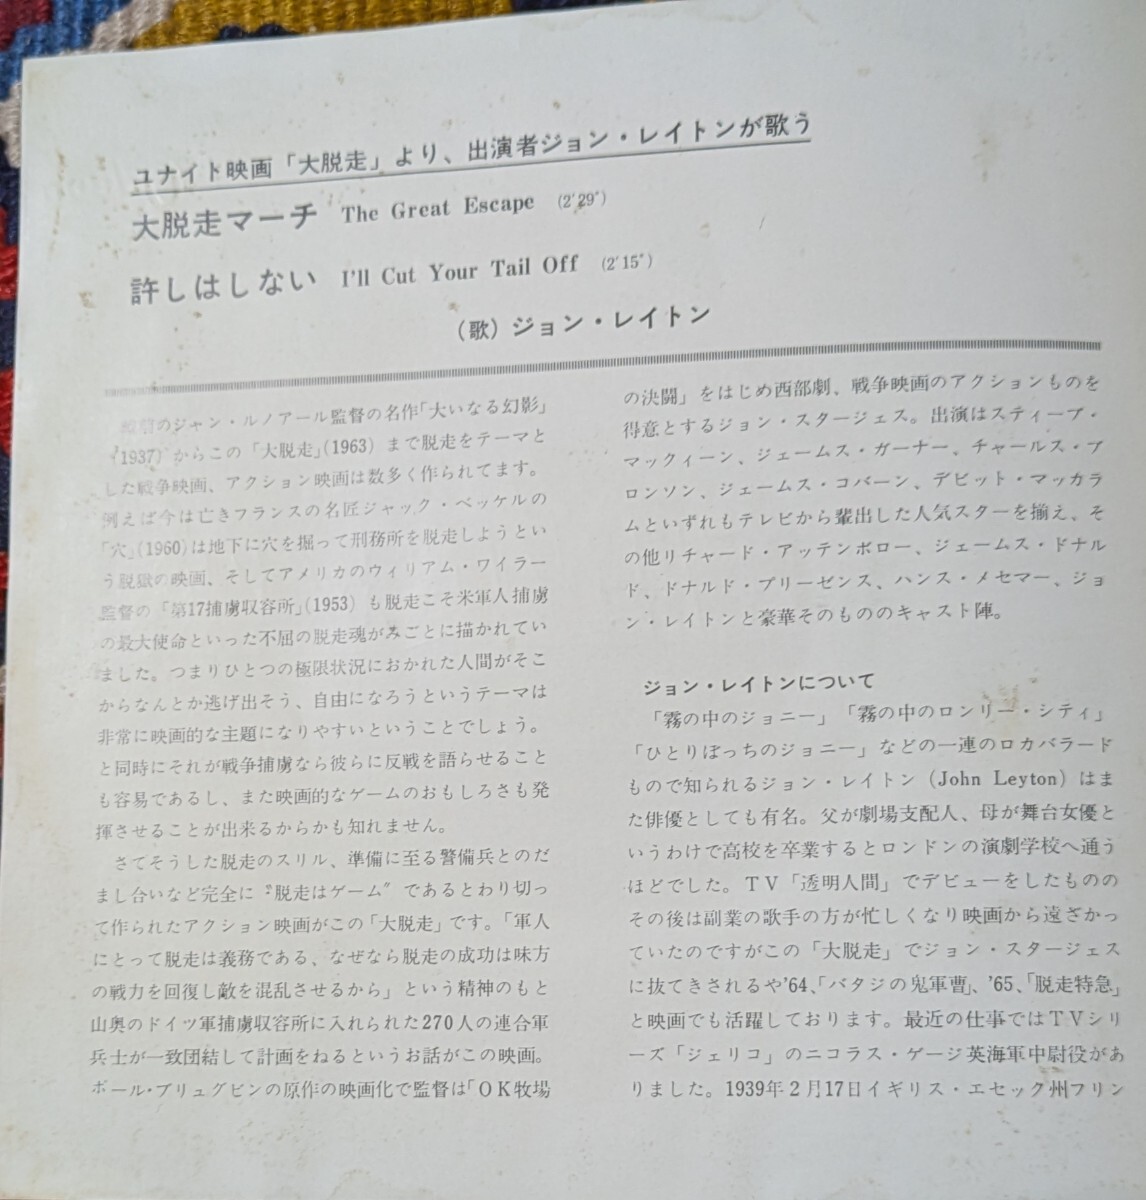 ユナイト映画「大脱走」より、出演者ジョン・レイトンが歌う
大脱走マーチ The Great Escape (2′29″)
許しはしない I'll Cut Your Tail Off (2′15″)
(歌)ジョン・レイトン
のジャン・ルノアール監督の名作「大いなる幻影」
(1937)からこの「大脱走」(1963)まで脱走をテーマと
した戦争映画、アクション映画は数多く作られてます。
例えば今は亡きフランスの名匠ジャック・ベッケルの
「穴」(1960)は地下に穴を掘って刑務所を脱走しようとい
う脱獄の映画、そしてアメリカのウィリアム・ワイラー
監督の「第17捕虜収容所」(1953)も脱走こそ米軍人捕虜
の最大使命といった不屈の脱走魂がみごとに描かれてい
ました。つまりひとつの極限状況におかれた人間がそこ
からなんとか逃げ出そう、自由になろうというテーマは
非常に映画的な主題になりやすいということでしょう。
と同時にそれが戦争捕虜なら彼らに反戦を語らせること
も容易であるし、また映画的なゲームのおもしろさも発
揮させることが出来るからかも知れません。
さてそうした脱走のスリル、準備に至る警備兵とのだ
まし合いなど完全に〝脱走はゲーム〟であるとわり切っ
て作られたアクション映画がこの「大脱走」です。「軍人
にとって脱走は義務である、なぜなら脱走の成功は味方
の戦力を回復し敵を混乱させるから」という精神のもと
山奥のドイツ軍捕虜収容所に入れられた270人の連合軍
兵士が一致団結して計画をねるというお話がこの映画。
ポール・ブリュグビンの原作の映画化で監督は「OK牧場
の決闘」をはじめ西部劇、戦争映画のアクションものを
得意とするジョン・スタージェス。出演はスティーブ・
マックィーン、ジェームス・ガーナー、チャールス・ブ
ロンソン、ジェームス・コバーン、デビット・マッカラ
ムといずれもテレビから輩出した人気スターを揃え、そ
の他リチャード・アッテンボロー、ジェームス・ドナル
ド、ドナルド・プリーゼンス、ハンス・メセマー、ジョ
ン・レイトンと豪華そのもののキャスト陣。
ジョン・レイトンについて
「霧の中のジョニー」「霧の中のロンリー・シティ」
「ひとりぼっちのジョニー」などの一連のロカバラード
もので知られるジョン・レイトン(John Leyton)はま
た俳優としても有名。父が劇場支配人、母が舞台女優と
いうわけで高校を卒業するとロンドンの演劇学校へ通う
ほどでした。TV「透明人間」でデビューをしたものの
その後は副業の歌手の方が忙しくなり映画から遠ざかっ
ていたのですがこの「大脱走」でジョン・スタージェス
に抜てきされるや'64、「バタジの鬼軍曹」、'65、「脱走特急」
と映画でも活躍しております。最近の仕事ではTVシリ
ーズ「ジェリコ」のニコラス・ゲージ英海軍中尉役があ
りました。1939年2月17日イギリス・エセック州フリン